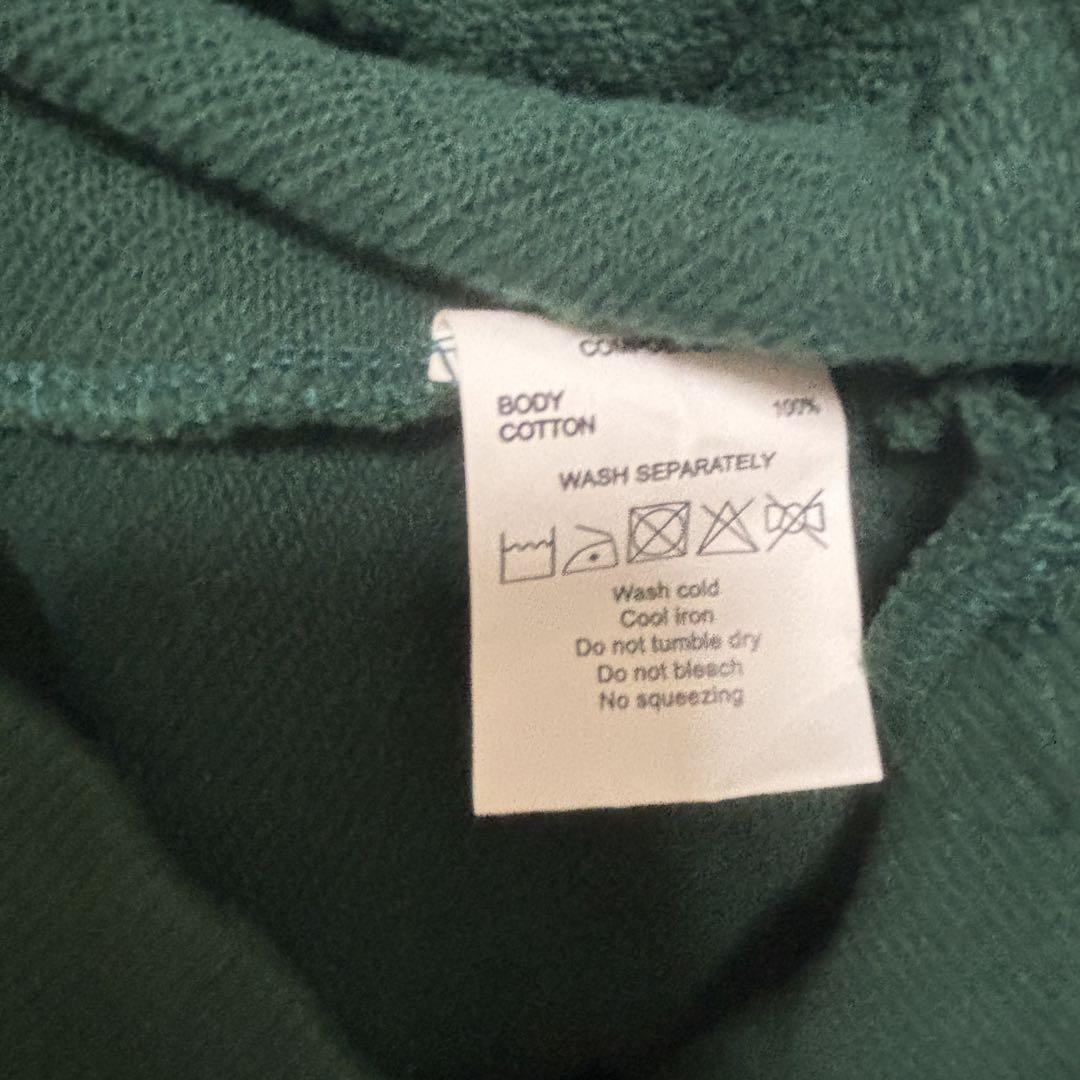 BODY 100%
COTTON
WASH SEPARATELY
Wash cold
Cool iron
Do not tumble dry
Do not bleach
No squeezing